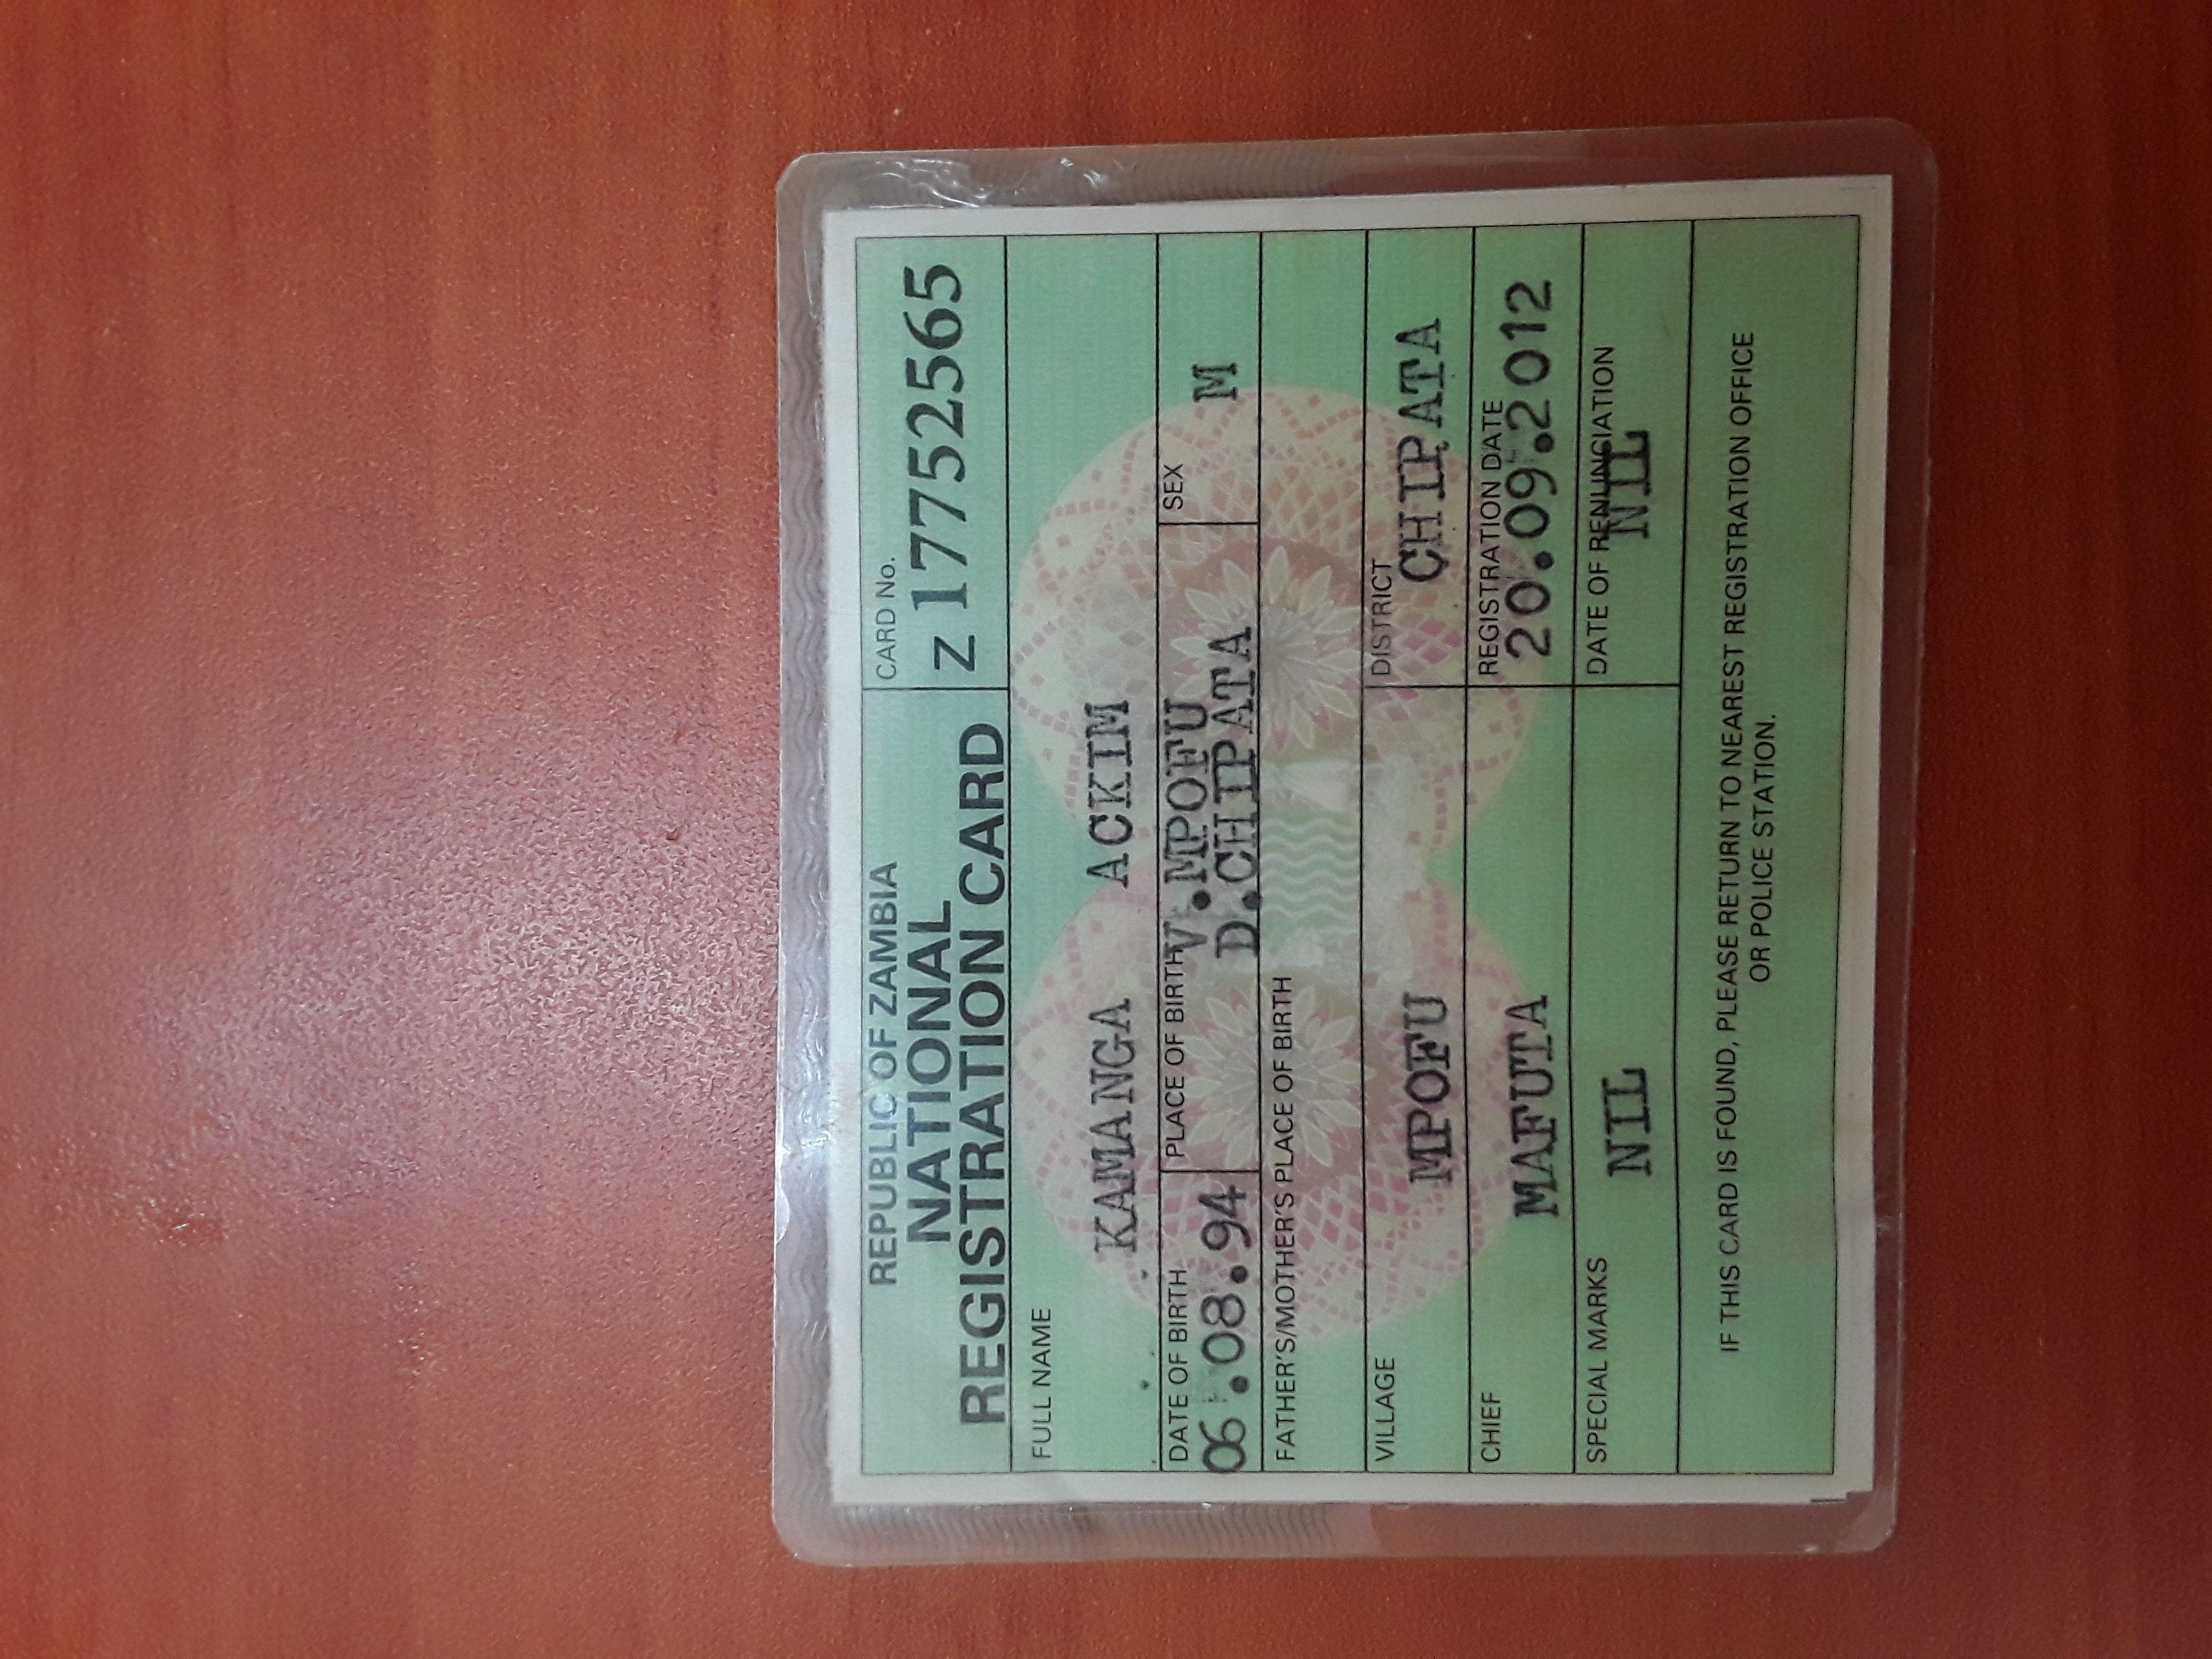 REPUBLIC OF ZAMBIA
NATIONAL
REGISTRATION CARD
CARD No.
Z 17752565
FULL NAME
KAMANGA ACKIM
DATE OF BIRTH
06.08.94
PLACE OF BIRTH V.MPOFU
D.CHIPATA
SEX
M
FATHER'S/MOTHER'S PLACE OF BIRTH
VILLAGE
MPOFU
DISTRICT
CHIPATA
CHIEF
MAFUTA
REGISTRATION DATE
20.09.2012
SPECIAL MARKS
NIL
DATE OF RENUNCIATION
NIL
IF THIS CARD IS FOUND, PLEASE RETURN TO NEAREST REGISTRATION OFFICE
OR POLICE STATION.